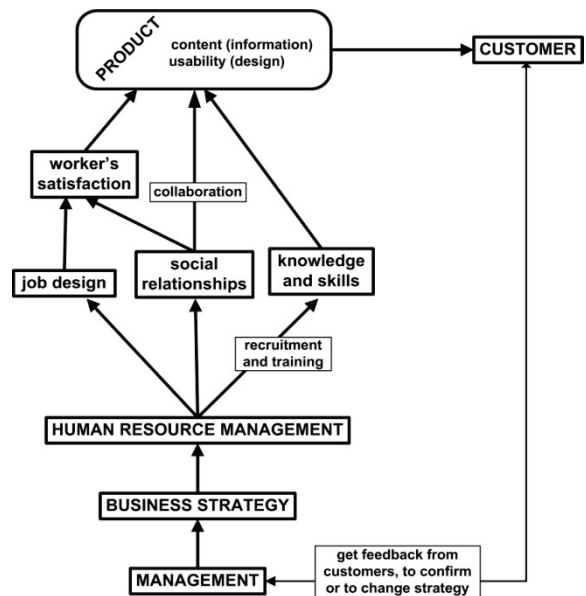 PRODUCT
content (information)
usability (design)
CUSTOMER
worker's
satisfaction
collaboration
job design
social
relationships
knowledge
and skills
recruitment
and training
HUMAN RESOURCE MANAGEMENT
BUSINESS STRATEGY
MANAGEMENT
get feedback from
customers, to confirm
or to change strategy